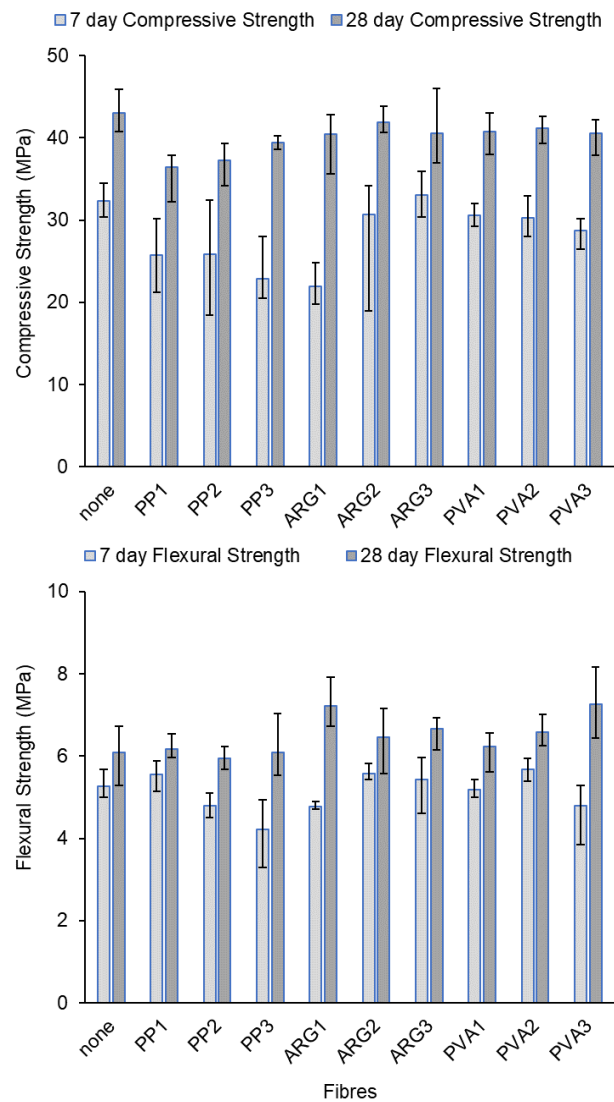 7 day Compressive Strength 28 day Compressive Strength
50
40
30
20
10
0
Compressive Strength (MPa)
none PP1 PP2 PP3 ARG1 ARG2 ARG3 PVA1 PVA2 PVA3
7 day Flexural Strength 28 day Flexural Strength
10
8
6
4
2
0
Flexural Strength (MPa)
none PP1 PP2 PP3 ARG1 ARG2 ARG3 PVA1 PVA2 PVA3
Fibres